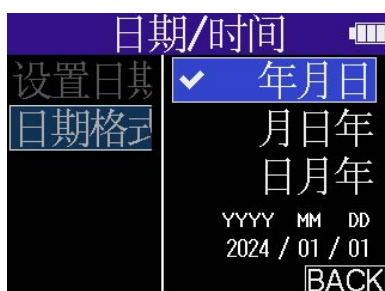 日期/时间
设置日期
日期格式
年月日
月日年
日月年
YYYY MM DD
2024 / 01 / 01
BACK